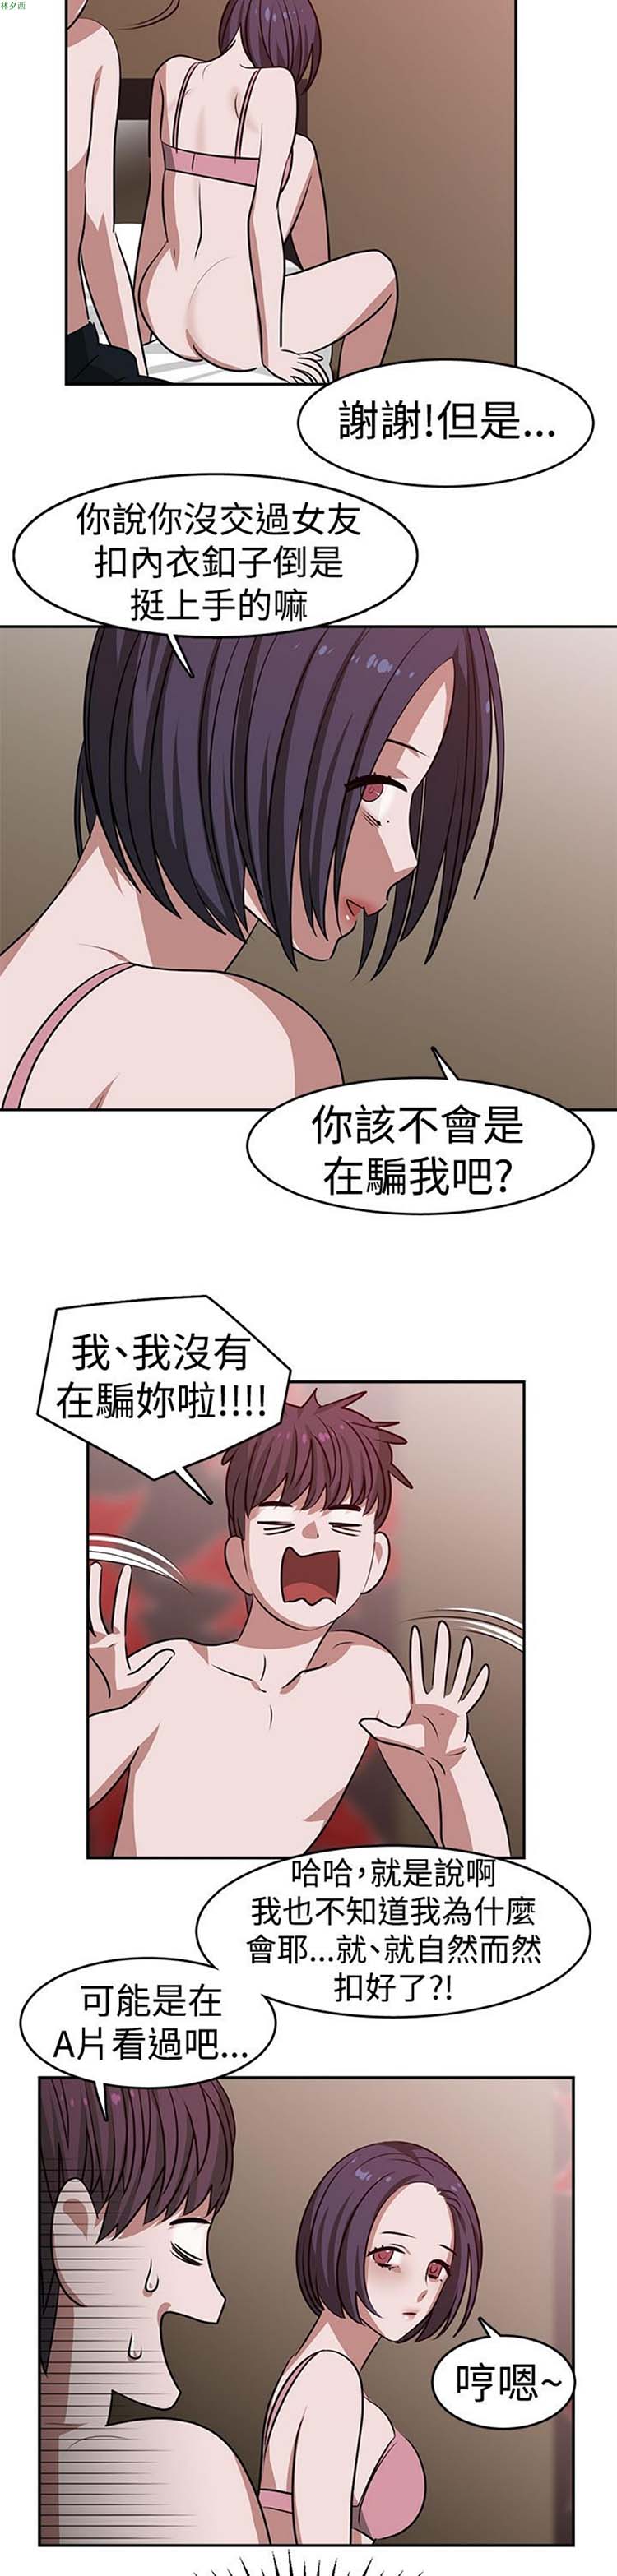 林夕西
謝謝!但是...
你說你沒交過女友
扣內衣釦子倒是
挺上手的嘛
你該不會是
在騙我吧?
我、我沒有
在騙妳啦!!!!
哈哈,就是說啊
我也不知道我為什麼
會耶...就、就自然而然
扣好了?!
可能是在
A片看過吧...
哼嗯~